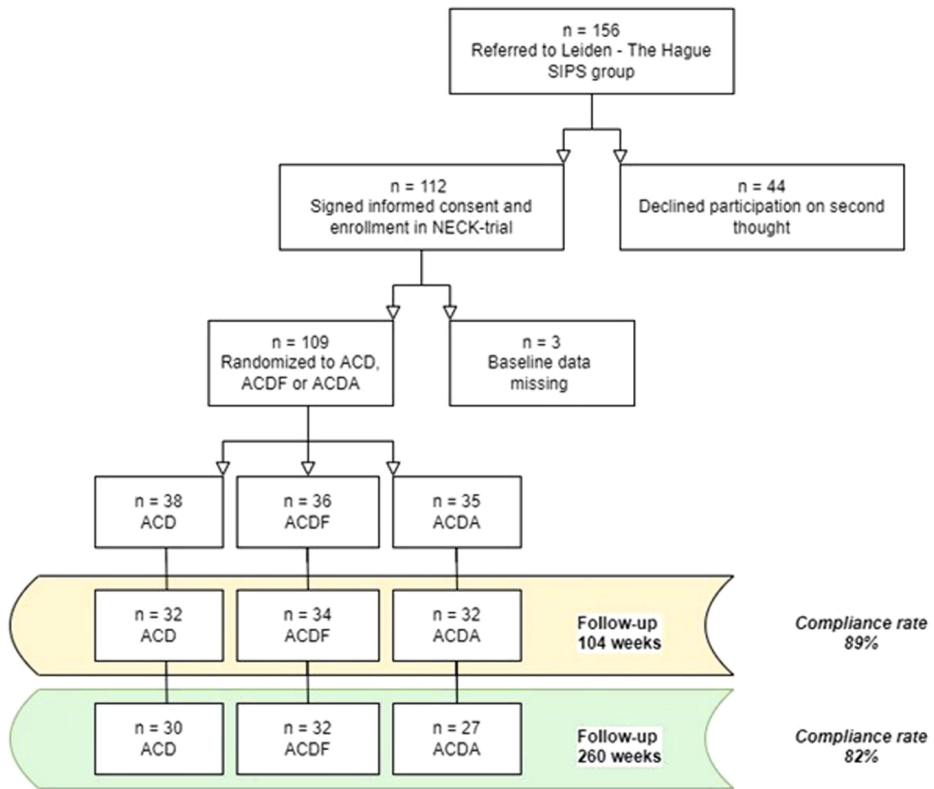 n = 156
Referred to Leiden - The Hague
SIPS group
n = 112
Signed informed consent and
enrollment in NECK-trial
n = 44
Declined participation on second
thought
n = 109
Randomized to ACD,
ACDF or ACDA
n = 3
Baseline data
missing
n = 38
ACD
n = 36
ACDF
n = 35
ACDA
n = 32
ACD
n = 34
ACDF
n = 32
ACDA
Follow-up
104 weeks
Compliance rate
89%
n = 30
ACD
n = 32
ACDF
n = 27
ACDA
Follow-up
260 weeks
Compliance rate
82%